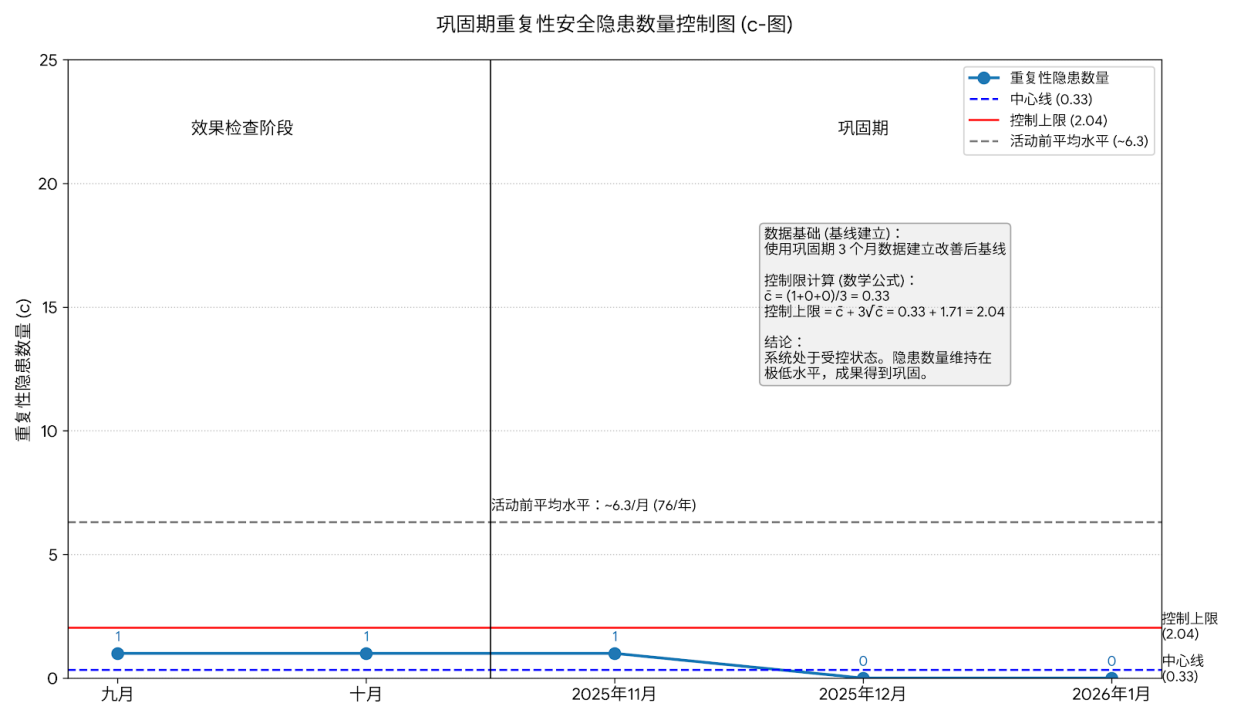 巩固期重复性安全隐患数量控制图 (c-图)
重复性隐患数量
中心线 (0.33)
控制上限 (2.04)
活动前平均水平 (~6.3)
效果检查阶段
巩固期
数据基础 (基线建立)：
使用巩固期 3 个月数据建立改善后基线
控制限计算 (数学公式)：
c̄ = (1+0+0)/3 = 0.33
控制上限 = c̄ + 3√c̄ = 0.33 + 1.71 = 2.04
结论：
系统处于受控状态。隐患数量维持在
极低水平，成果得到巩固。
重复性隐患数量 (c)
25
20
15
10
5
0
活动前平均水平：~6.3/月 (76/年)
控制上限
(2.04)
中心线
(0.33)
1
1
1
0
0
九月
十月
2025年11月
2025年12月
2026年1月